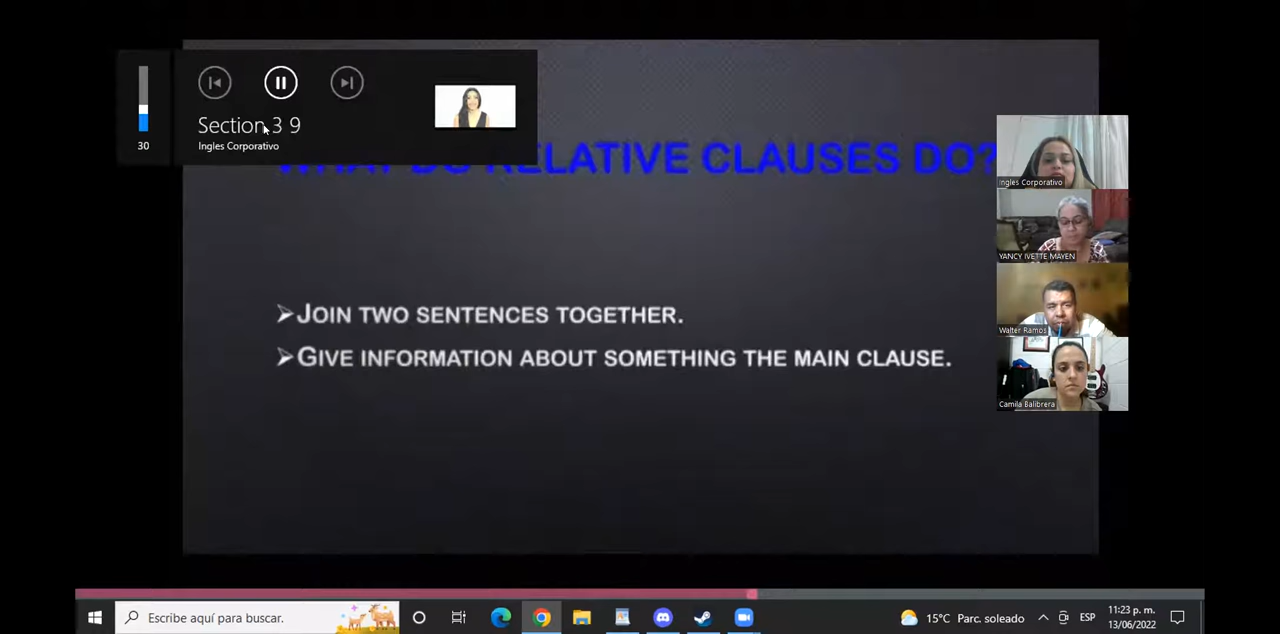 Section 3 9
Ingles Corporativo
30
WHAT DO RELATIVE CLAUSES DO?
➢JOIN TWO SENTENCES TOGETHER.
➢GIVE INFORMATION ABOUT SOMETHING THE MAIN CLAUSE.
Ingles Corporativo
YANCY IVETTE MAYEN
Walter Ramos
Camila Balibrera
Escribe aquí para buscar.
15°C Parc. soleado
ESP
11:23 p. m.
13/06/2022